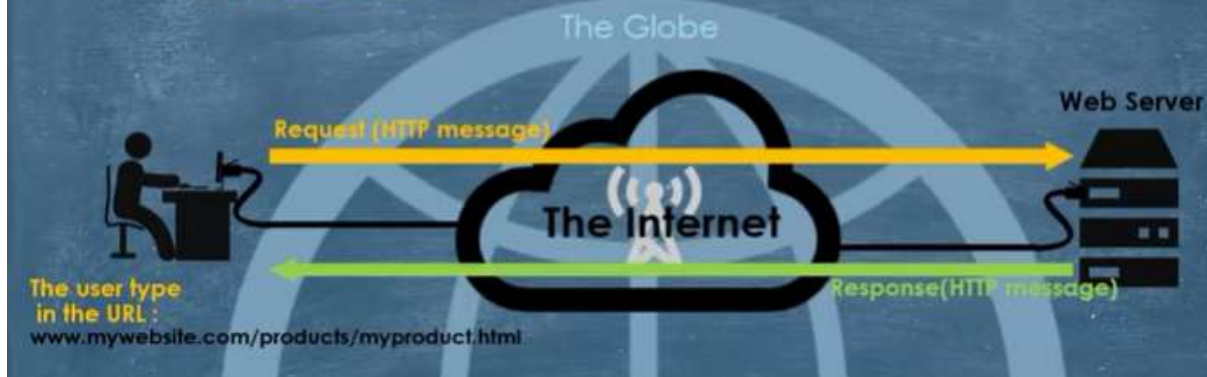 The Globe
Web Server
Request (HTTP message)
The Internet
Response(HTTP message)
The user type
in the URL :
www.mywebsite.com/products/myproduct.html